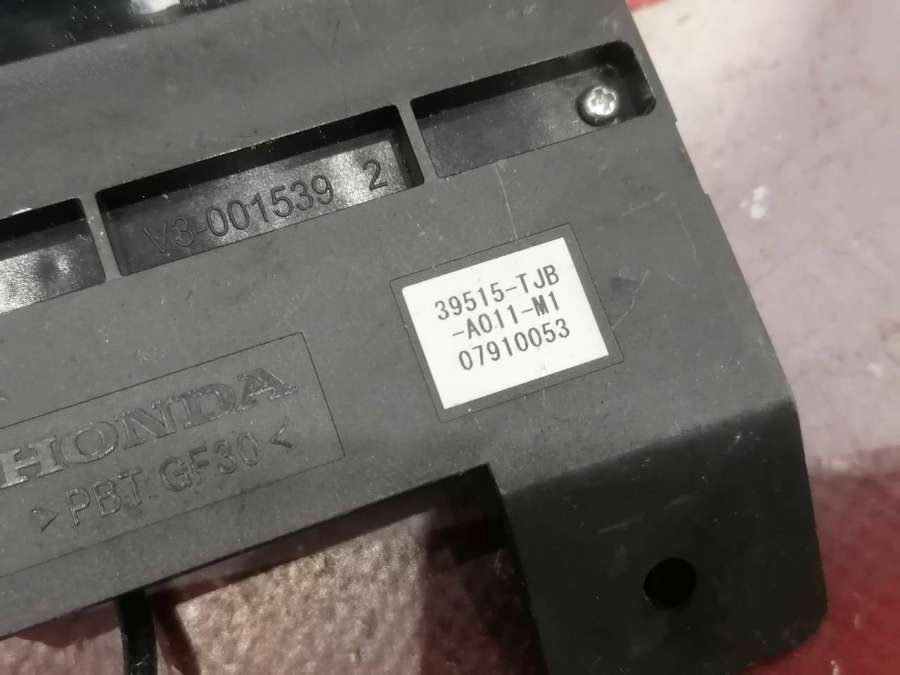 V3-001539 2
39515-TJB
-A011-M1
07910053
HONDA
>PBT GF30<